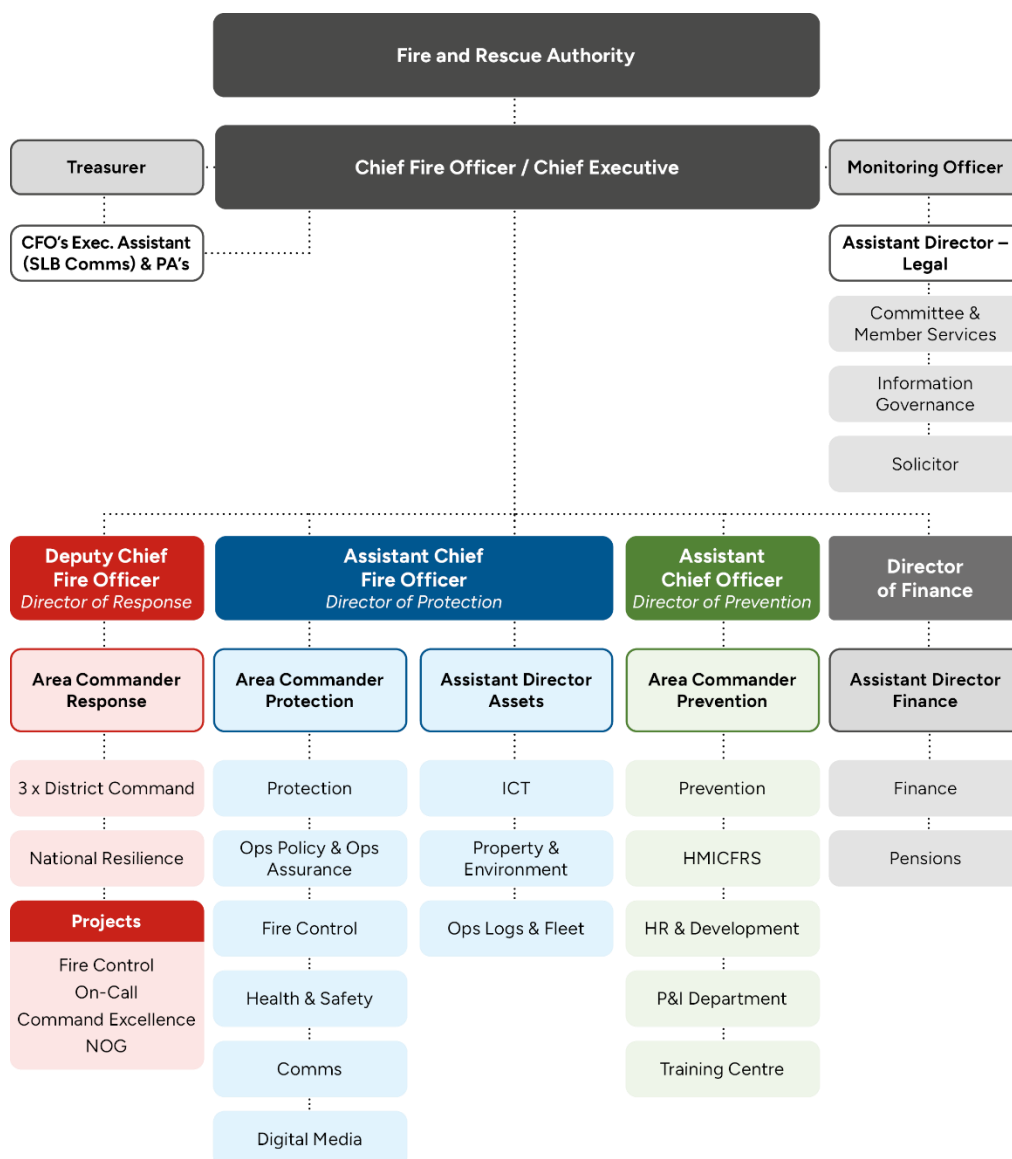 Fire and Rescue Authority
Treasurer
Chief Fire Officer / Chief Executive
Monitoring Officer
CFO's Exec. Assistant
(SLB Comms) & PA's
Assistant Director –
Legal
Committee &
Member Services
Information
Governance
Solicitor
Deputy Chief
Fire Officer
Director of Response
Assistant Chief
Fire Officer
Director of Protection
Assistant
Chief Officer
Director of Prevention
Director
of Finance
Area Commander
Response
Area Commander
Protection
Assistant Director
Assets
Area Commander
Prevention
Assistant Director
Finance
3 x District Command
National Resilience
Projects
Fire Control
On-Call
Command Excellence
NOG
Protection
Ops Policy & Ops
Assurance
Fire Control
Health & Safety
Comms
Digital Media
ICT
Property &
Environment
Ops Logs & Fleet
Prevention
HMICFRS
HR & Development
P&I Department
Training Centre
Finance
Pensions